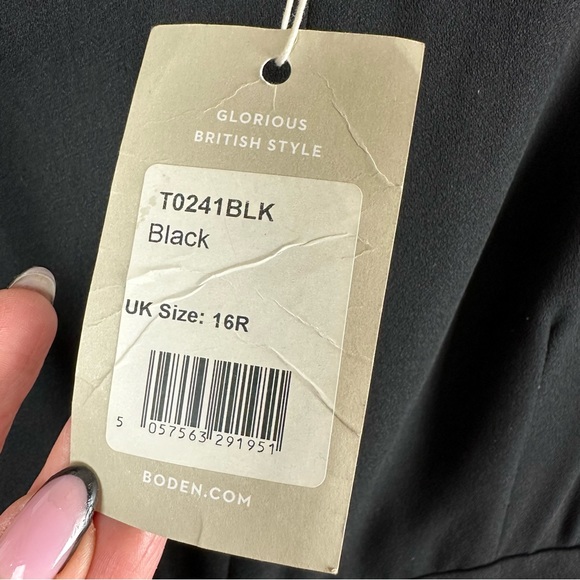 GLORIOUS
BRITISH STYLE
T0241BLK
Black
UK Size: 16R
5 057563 291951
BODEN.COM